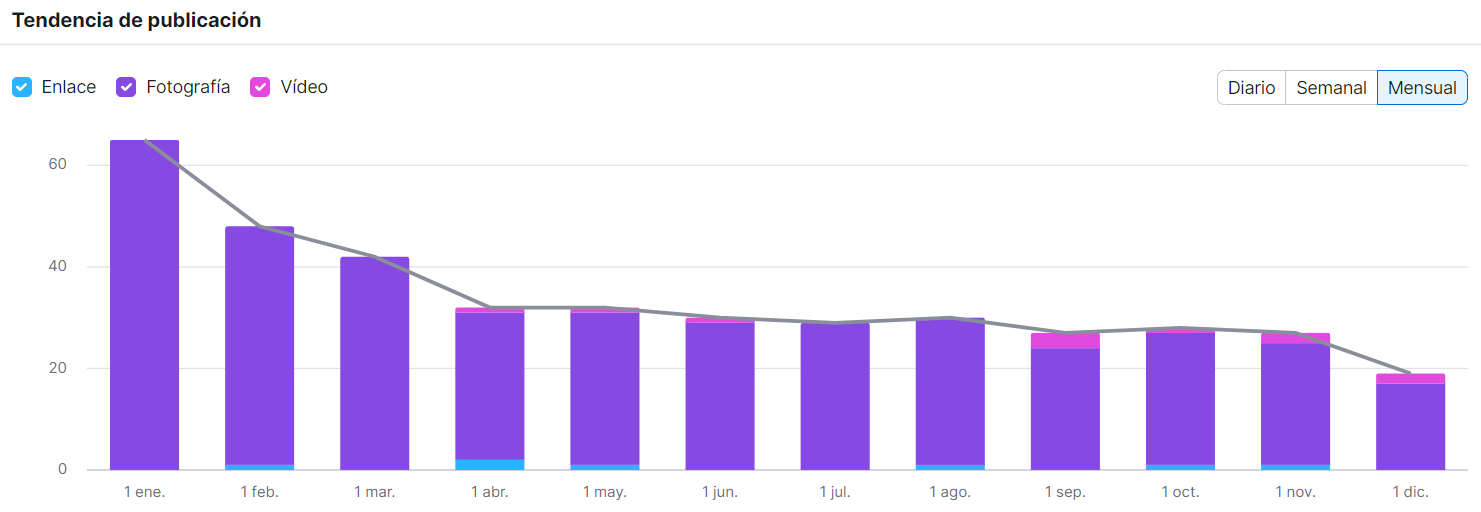 Tendencia de publicación
Enlace Fotografía Vídeo
Diario Semanal Mensual
60
40
20
0
1 ene. 1 feb. 1 mar. 1 abr. 1 may. 1 jun. 1 jul. 1 ago. 1 sep. 1 oct. 1 nov. 1 dic.